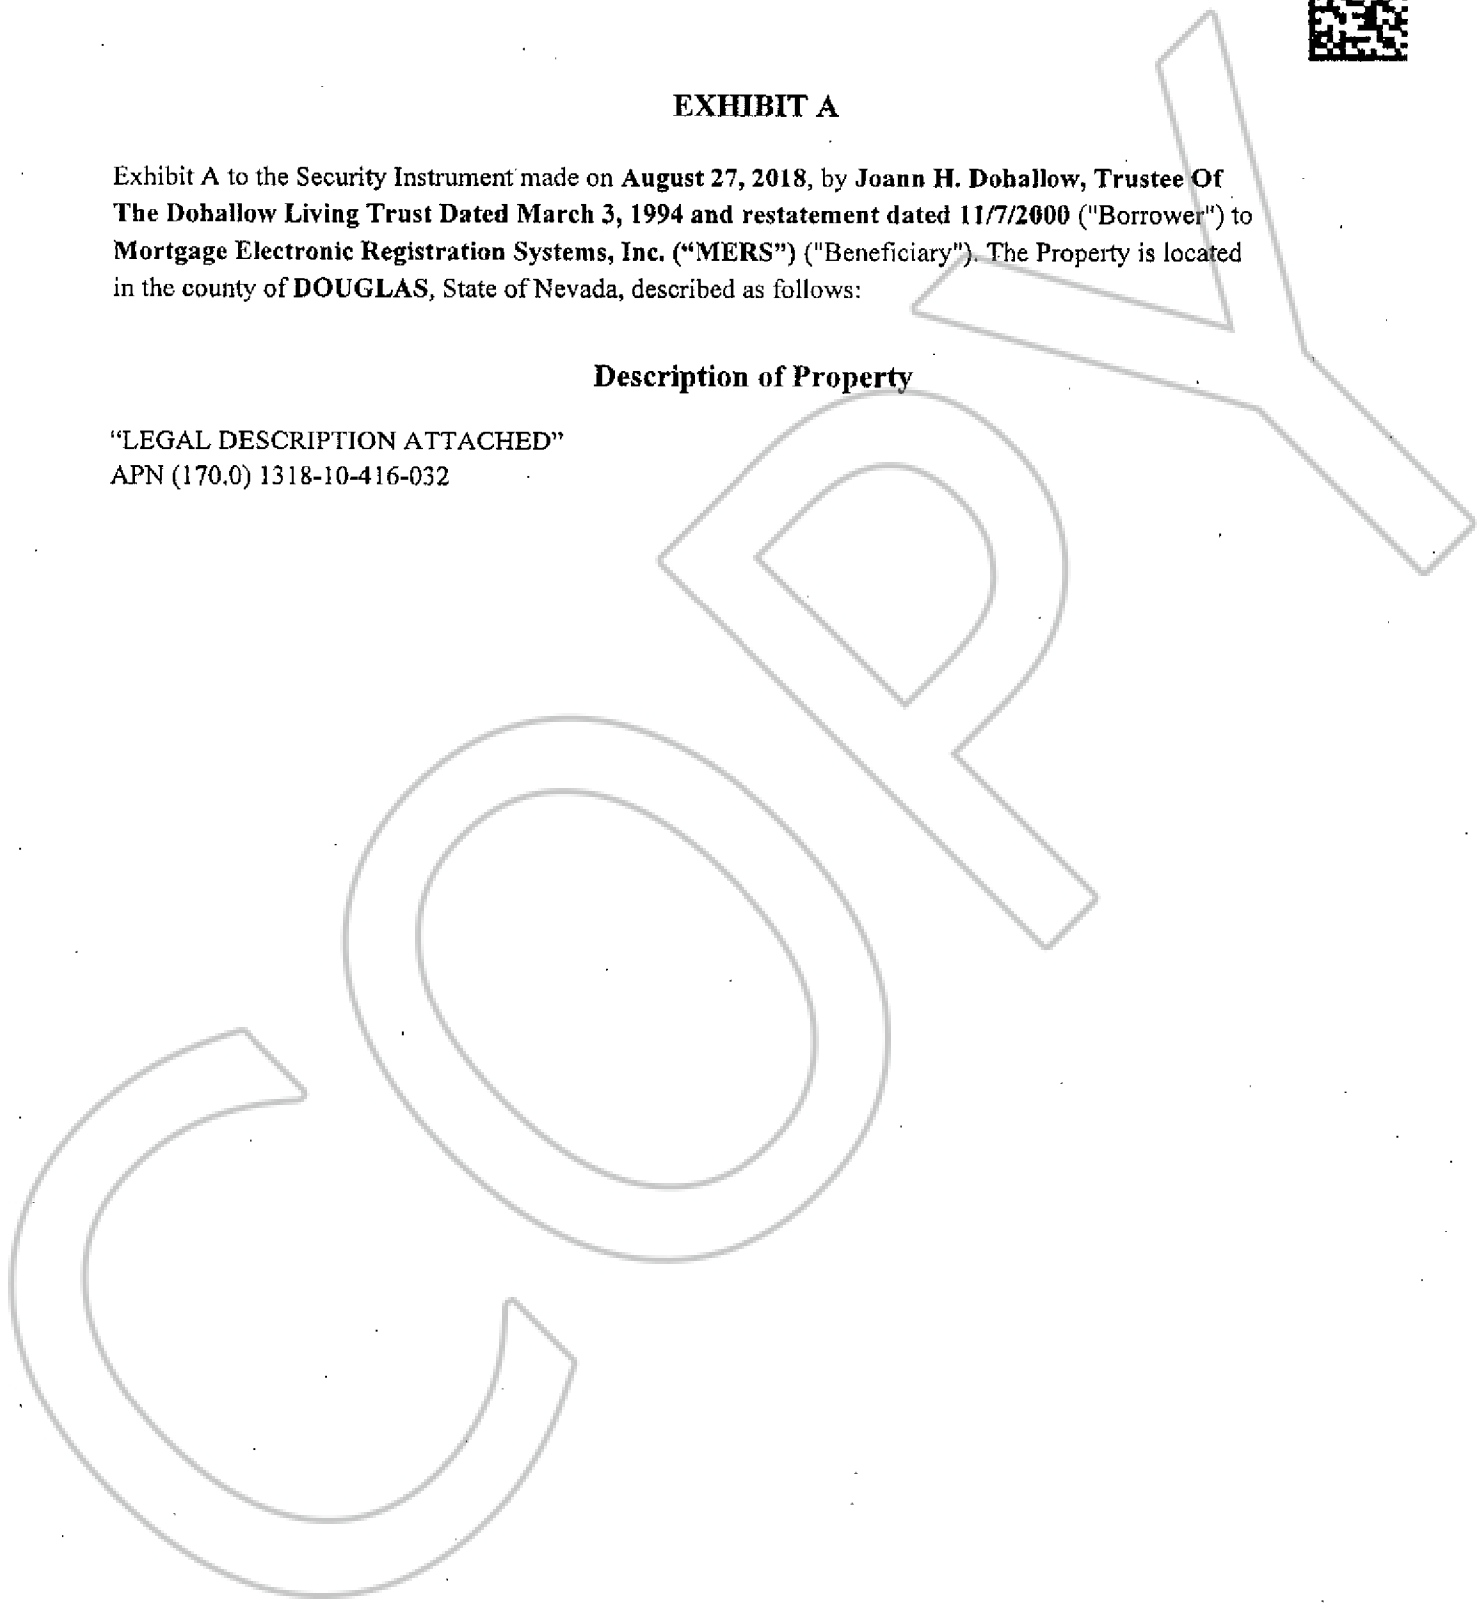 EXHIBIT A
Exhibit A to the Security Instrument made on August 27, 2018, by Joann H. Dohallow, Trustee Of
The Dohallow Living Trust Dated March 3, 1994 and restatement dated 11/7/2000 ("Borrower") to
Mortgage Electronic Registration Systems, Inc. (“MERS”) ("Beneficiary"). The Property is located
in the county of DOUGLAS, State of Nevada, described as follows:
Description of Property
“LEGAL DESCRIPTION ATTACHED”
APN (170.0) 1318-10-416-032
COPY